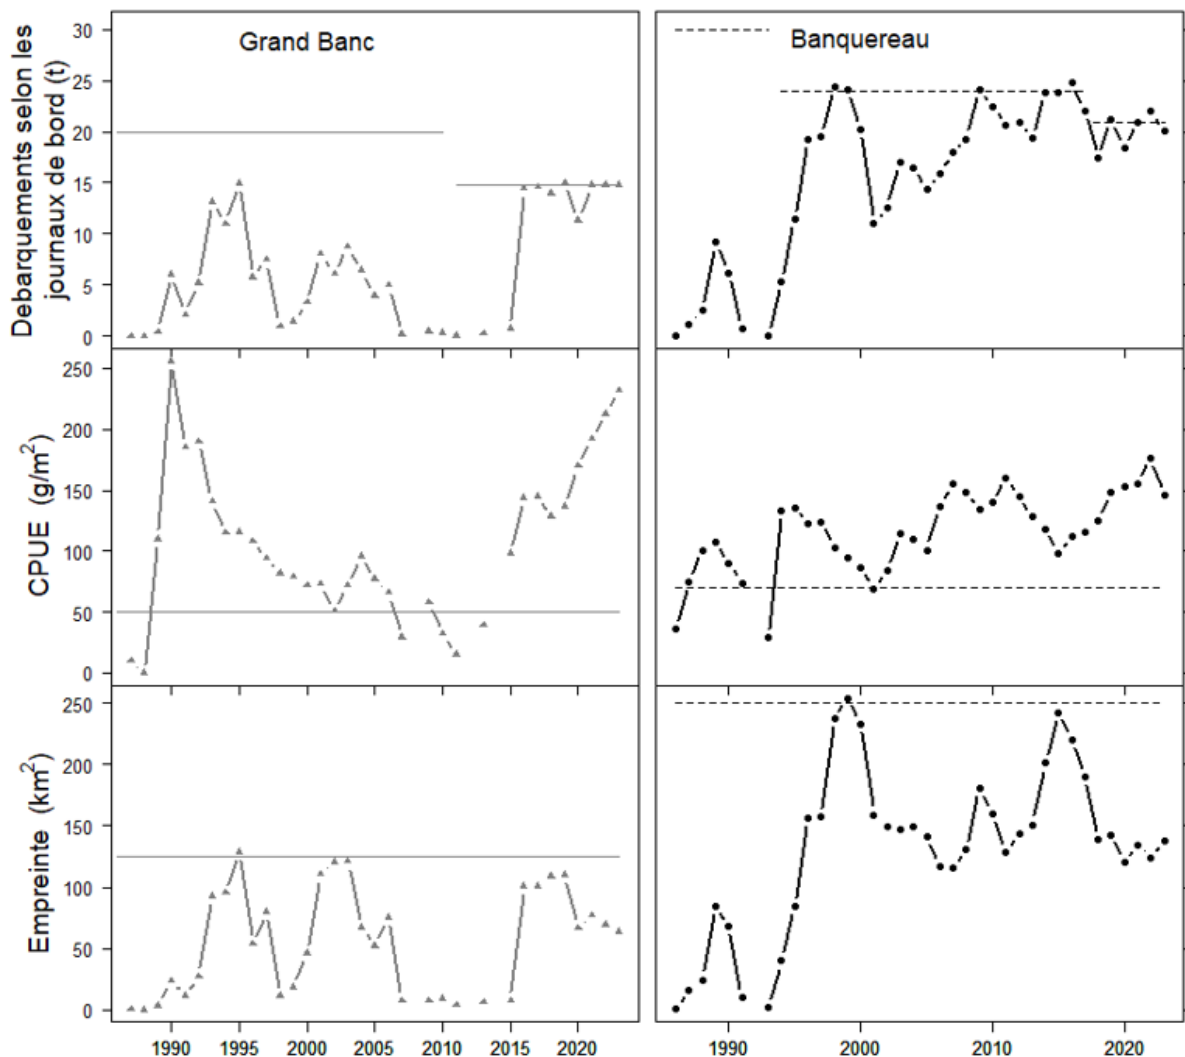 Grand Banc
Banquereau
Debarquements selon les
journaux de bord (t)
30
25
20
15
10
5
0
CPUE (g/m²)
250
200
150
100
50
0
Empreinte (km²)
250
200
150
100
50
0
1990 1995 2000 2005 2010 2015 2020
1990 2000 2010 2020